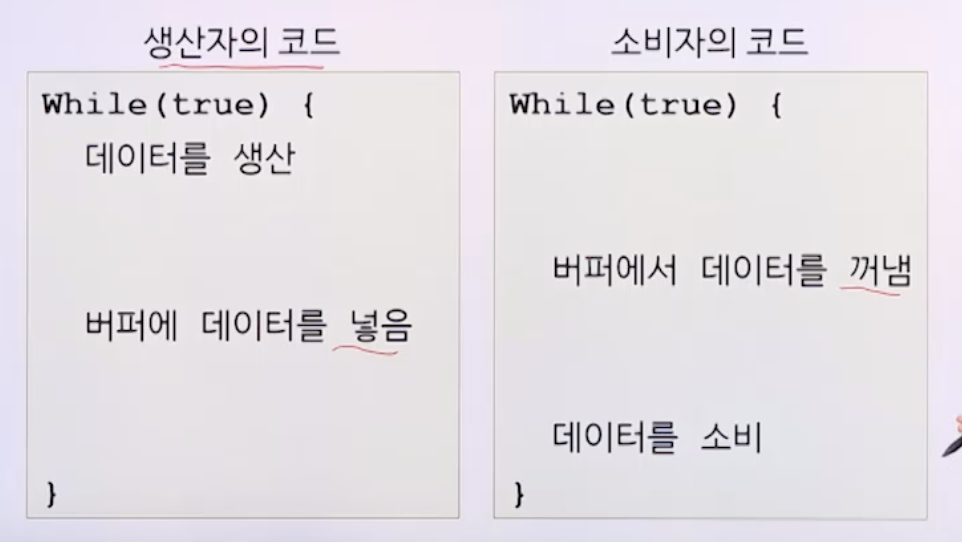 생산자의 코드
While(true) {
데이터를 생산
버퍼에 데이터를 넣음
}
소비자의 코드
While(true) {
버퍼에서 데이터를 꺼냄
데이터를 소비
}